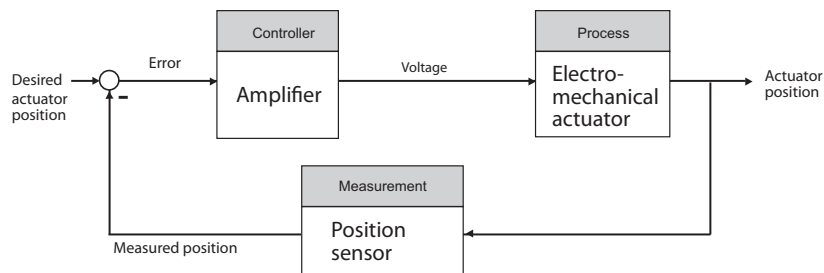 Controller
Process
Desired
actuator
position
Error
Amplifier
Voltage
Electro-
mechanical
actuator
Actuator
position
-
Measurement
Measured position
Position
sensor